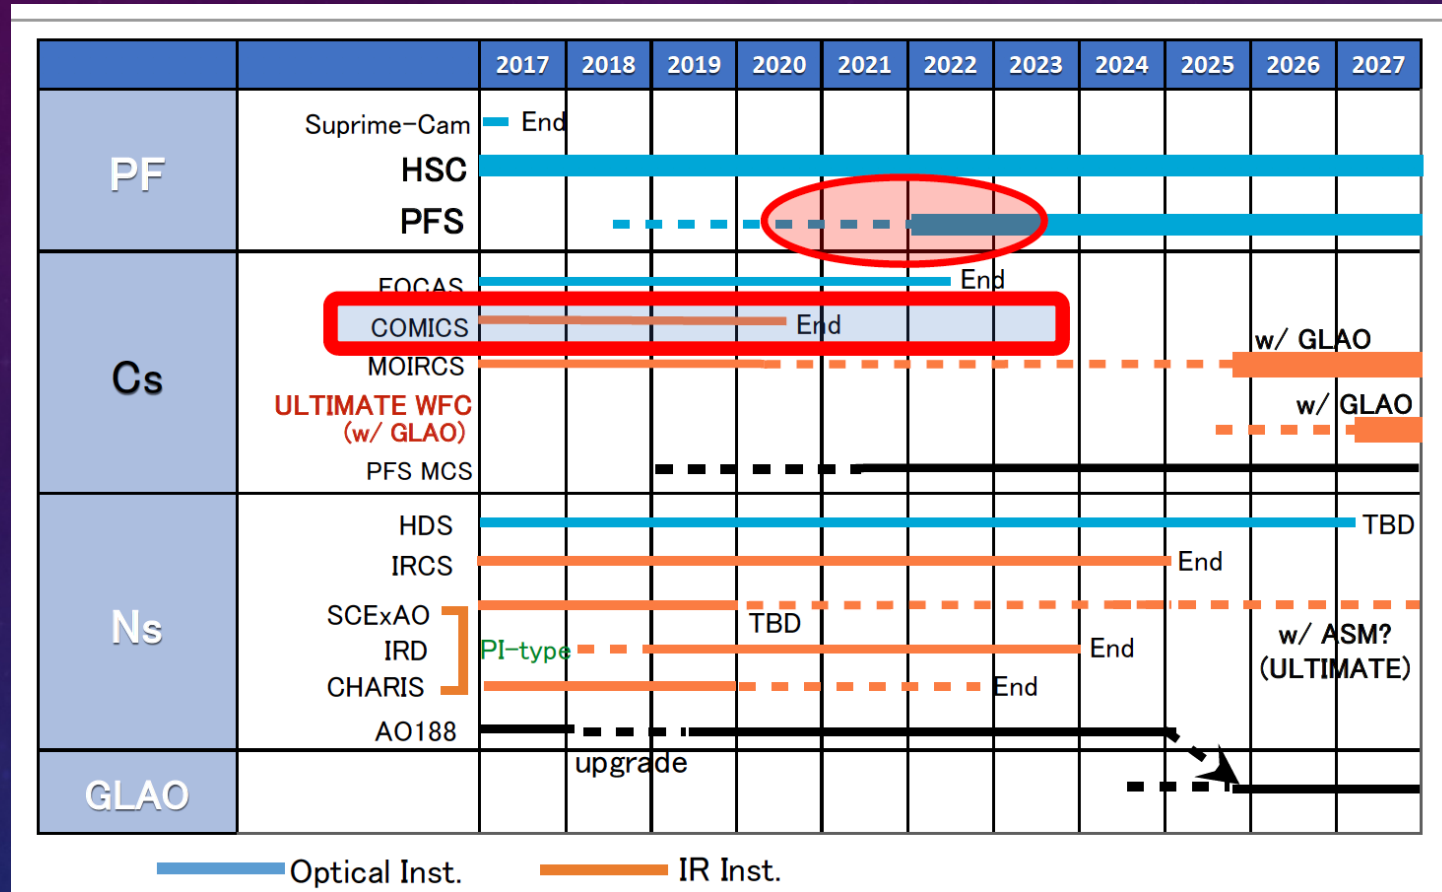 2017 2018 2019 2020 2021 2022 2023 2024 2025 2026 2027
PF
Suprime-Cam End
HSC
PFS
Cs
FOCAS End
COMICS End
MOIRCS w/ GLAO
ULTIMATE WFC
(w/ GLAO) w/ GLAO
PFS MCS
Ns
HDS TBD
IRCS End
SCExAO TBD
IRD PI-type End
w/ ASM?
(ULTIMATE)
CHARIS End
AO188
upgrade
GLAO
Optical Inst. IR Inst.